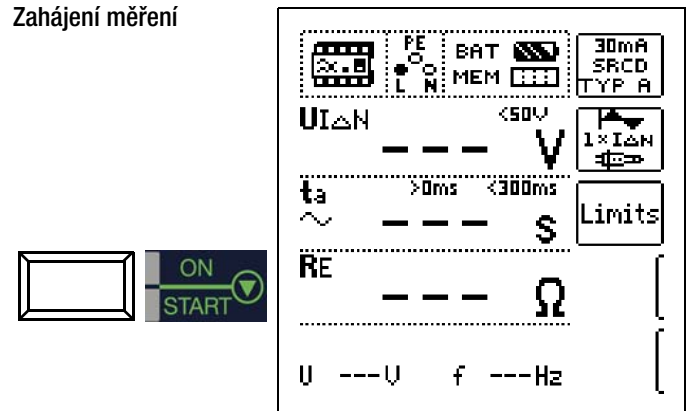 Zahájení měření
PE
L N
BAT
MEM
30mA
SRCD
TYP A
UI△N <50V
--- V
1×I△N
ta >0ms <300ms
~ --- s
Limits
RE
--- Ω
ON
START
U ---V f ---Hz